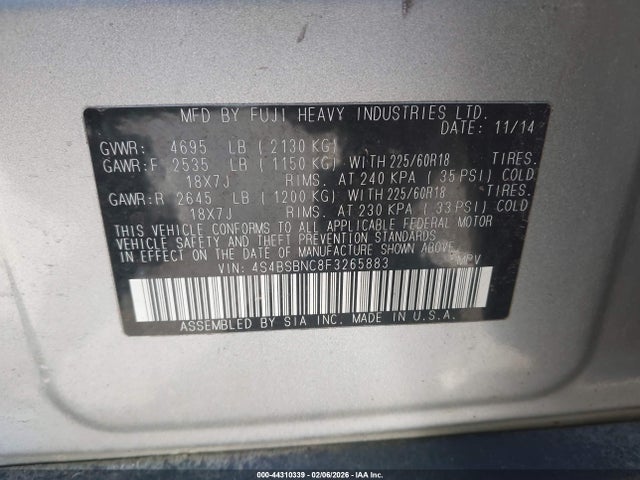 MFD BY FUJI HEAVY INDUSTRIES LTD.
DATE: 11/14
GVWR: 4695 LB ( 2130 KG)
GAWR:F 2535 LB ( 1150 KG) WITH 225/60R18 TIRES.
18X7J RIMS. AT 240 KPA ( 35 PSI) COLD
GAWR:R 2645 LB ( 1200 KG) WITH 225/60R18 TIRES.
18X7J RIMS. AT 230 KPA ( 33 PSI) COLD
THIS VEHICLE CONFORMS TO ALL APPLICABLE FEDERAL MOTOR
VEHICLE SAFETY AND THEFT PREVENTION STANDARDS
IN EFFECT ON THE DATE OF MANUFACTURE SHOWN ABOVE.
VIN: 4S4BSBNC8F3265883 MPV
ASSEMBLED BY SIA INC. MADE IN U.S.A.
000-44310339 | 02/06/2026 - IAA Inc.